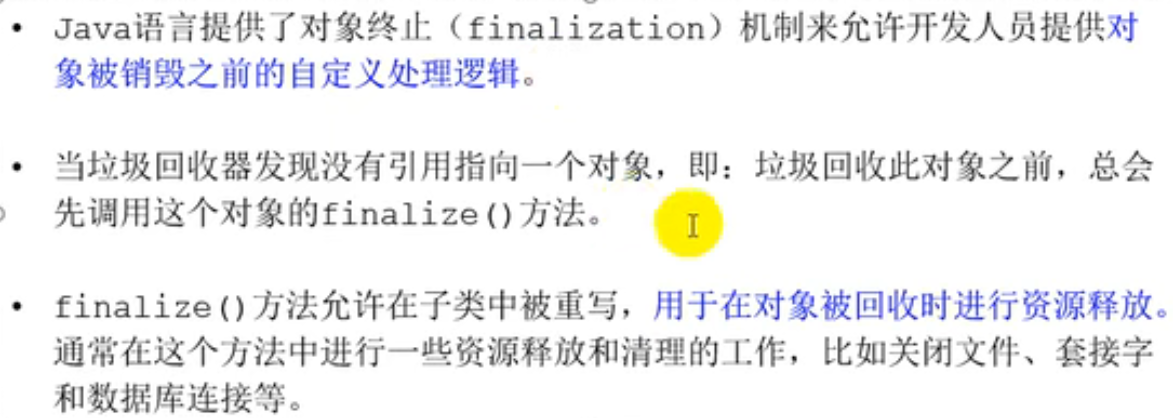 • Java语言提供了对象终止（finalization）机制来允许开发人员提供对
象被销毁之前的自定义处理逻辑。
• 当垃圾回收器发现没有引用指向一个对象，即：垃圾回收此对象之前，总会
先调用这个对象的finalize()方法。
• finalize()方法允许在子类中被重写，用于在对象被回收时进行资源释放。
通常在这个方法中进行一些资源释放和清理的工作，比如关闭文件、套接字
和数据库连接等。